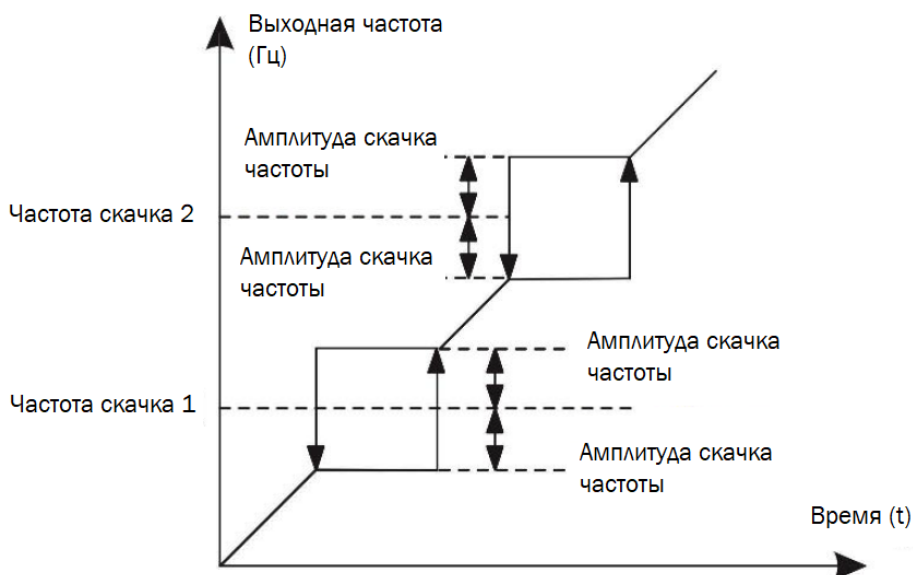 Выходная частота
(Гц)
Амплитуда скачка
частоты
Частота скачка 2
Амплитуда скачка
частоты
Амплитуда скачка
частоты
Частота скачка 1
Амплитуда скачка
частоты
Время (t)